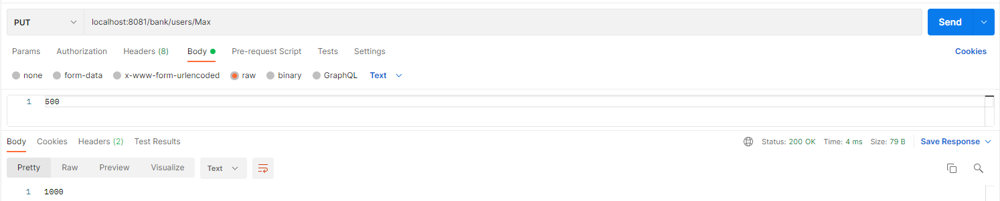 PUT localhost:8081/bank/users/Max Send
Params Authorization Headers (8) Body Pre-request Script Tests Settings Cookies
none form-data x-www-form-urlencoded raw binary GraphQL Text
1 500
Body Cookies Headers (2) Test Results Status: 200 OK Time: 4 ms Size: 79 B Save Response
Pretty Raw Preview Visualize Text
1 1000